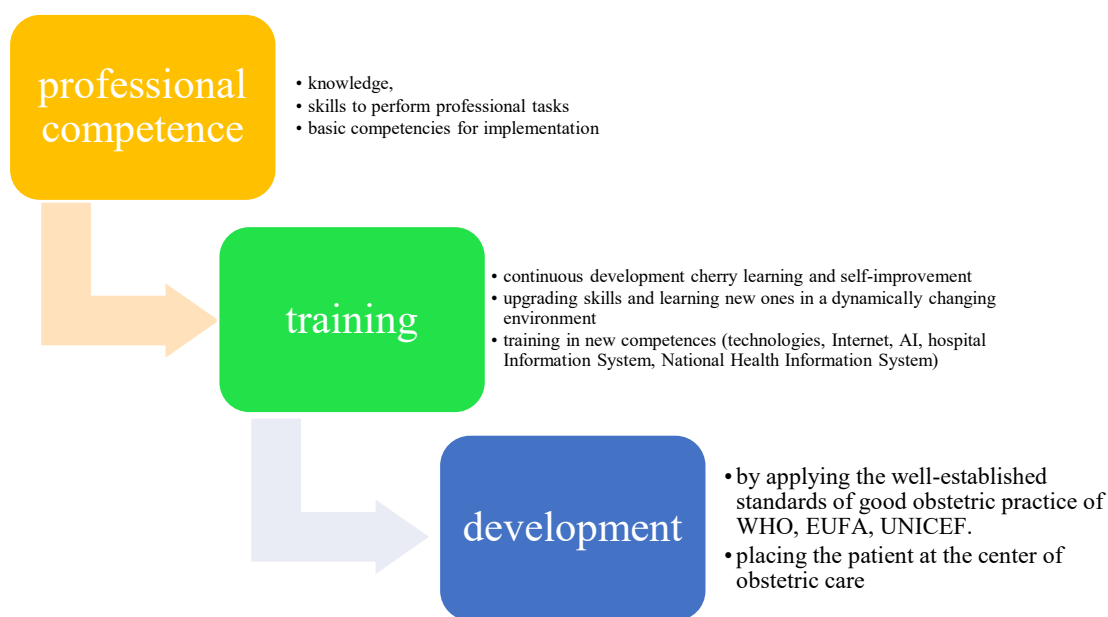 professional
competence
• knowledge,
• skills to perform professional tasks
• basic competencies for implementation
training
• continuous development cherry learning and self-improvement
• upgrading skills and learning new ones in a dynamically changing
environment
• training in new competences (technologies, Internet, AI, hospital
Information System, National Health Information System)
development
• by applying the well-established
standards of good obstetric practice of
WHO, EUFA, UNICEF.
• placing the patient at the center of
obstetric care